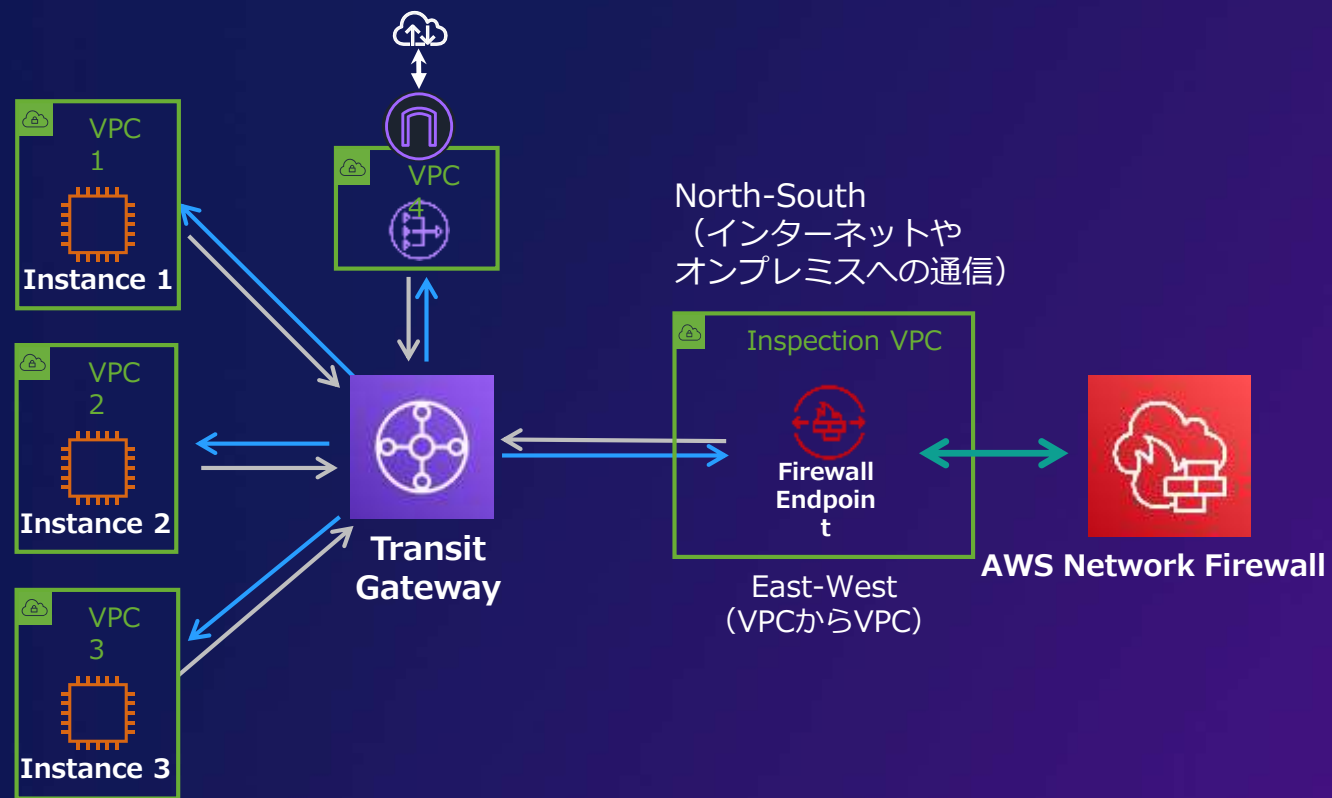 VPC
1
Instance 1
VPC
2
Instance 2
VPC
3
Instance 3
VPC
4
Transit
Gateway
North-South
（インターネットや
オンプレミスへの通信）
Inspection VPC
Firewall
Endpoin
t
East-West
（VPCからVPC）
AWS Network Firewall